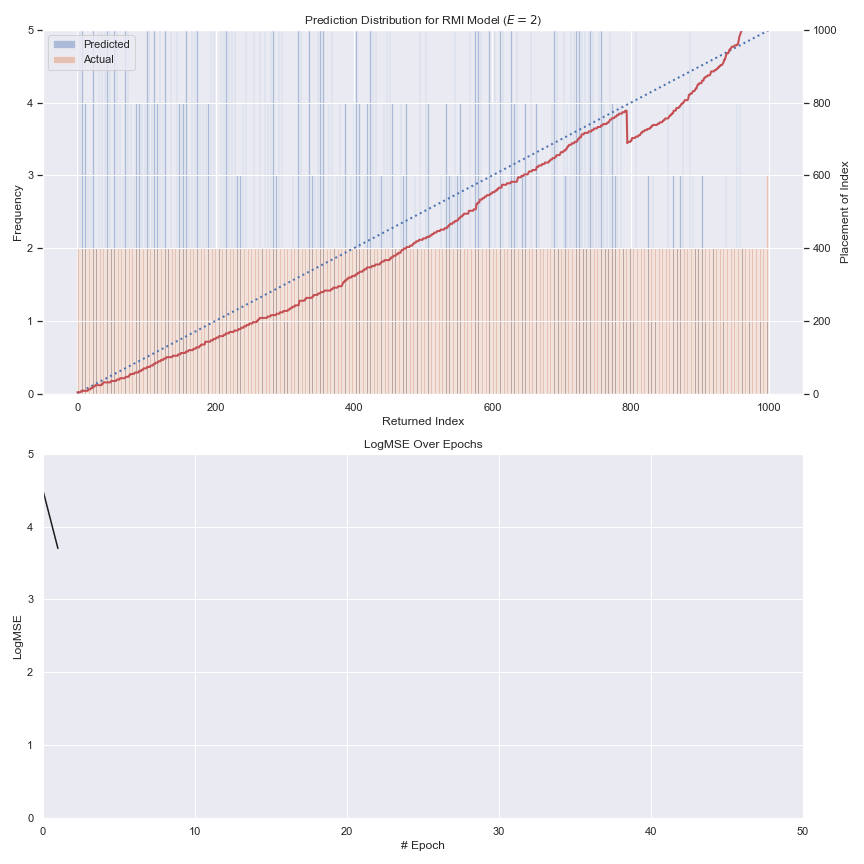 Prediction Distribution for RMI Model (E = 2)
Predicted
Actual
5
4
3
2
1
0
Frequency
1000
800
600
400
200
0
Placement of Index
0 200 400 600 800 1000
Returned Index
LogMSE Over Epochs
5
4
3
2
1
0
LogMSE
0 10 20 30 40 50
# Epoch